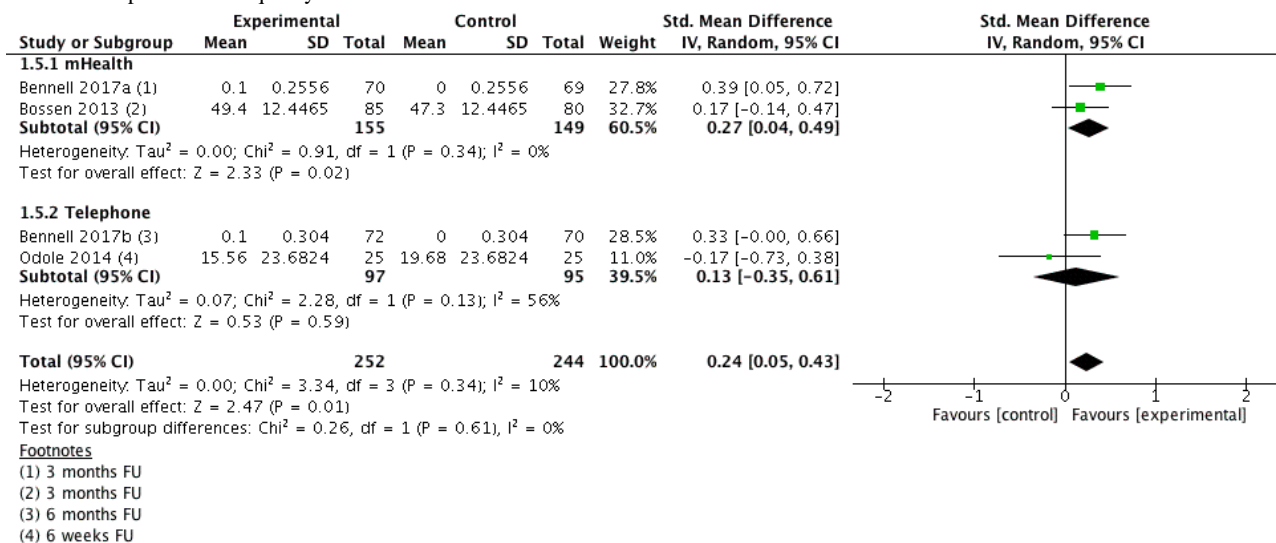 Experimental Control Std. Mean Difference Std. Mean Difference
Study or Subgroup Mean SD Total Mean SD Total Weight IV, Random, 95% CI IV, Random, 95% CI
1.5.1 mHealth
Bennell 2017a (1) 0.1 0.2556 70 0 0.2556 69 27.8% 0.39 [0.05, 0.72]
Bossen 2013 (2) 49.4 12.4465 85 47.3 12.4465 80 32.7% 0.17 [-0.14, 0.47]
Subtotal (95% CI) 155 149 60.5% 0.27 [0.04, 0.49]
Heterogeneity: Tau² = 0.00; Chi² = 0.91, df = 1 (P = 0.34); I² = 0%
Test for overall effect: Z = 2.33 (P = 0.02)
1.5.2 Telephone
Bennell 2017b (3) 0.1 0.304 72 0 0.304 70 28.5% 0.33 [-0.00, 0.66]
Odole 2014 (4) 15.56 23.6824 25 19.68 23.6824 25 11.0% -0.17 [-0.73, 0.38]
Subtotal (95% CI) 97 95 39.5% 0.13 [-0.35, 0.61]
Heterogeneity: Tau² = 0.07; Chi² = 2.28, df = 1 (P = 0.13); I² = 56%
Test for overall effect: Z = 0.53 (P = 0.59)
Total (95% CI) 252 244 100.0% 0.24 [0.05, 0.43]
Heterogeneity: Tau² = 0.00; Chi² = 3.34, df = 3 (P = 0.34); I² = 10%
Test for overall effect: Z = 2.47 (P = 0.01)
Test for subgroup differences: Chi² = 0.26, df = 1 (P = 0.61), I² = 0%
-2 -1 0 1 2
Favours [control] Favours [experimental]
Footnotes
(1) 3 months FU
(2) 3 months FU
(3) 6 months FU
(4) 6 weeks FU